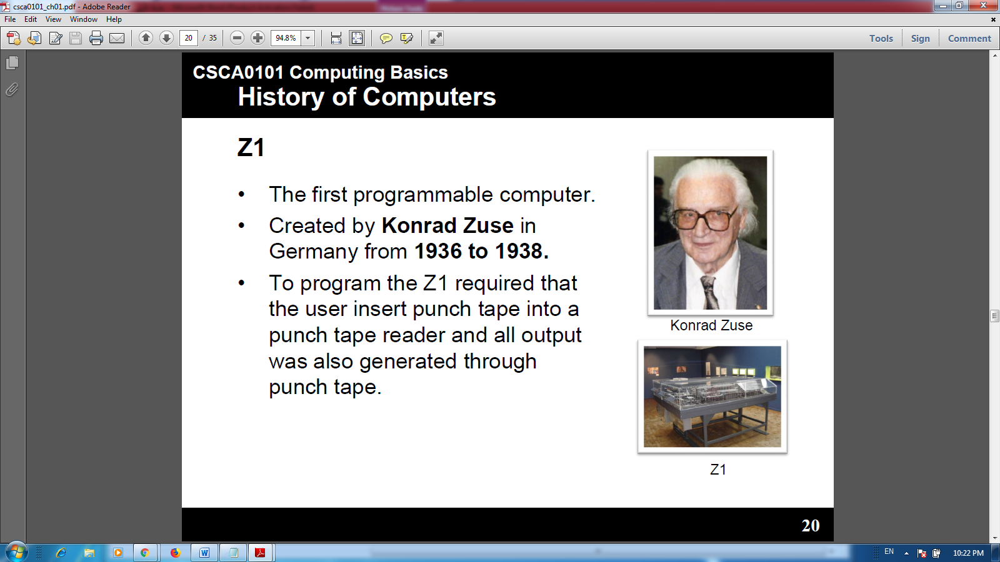 csca0101_ch01.pdf - Adobe Reader
File Edit View Window Help
20 / 35 94.8% Tools Sign Comment
CSCA0101 Computing Basics
History of Computers
Z1
• The first programmable computer.
• Created by Konrad Zuse in
Germany from 1936 to 1938.
• To program the Z1 required that
the user insert punch tape into a
punch tape reader and all output
was also generated through
punch tape.
Konrad Zuse
Z1
20
EN 10:22 PM